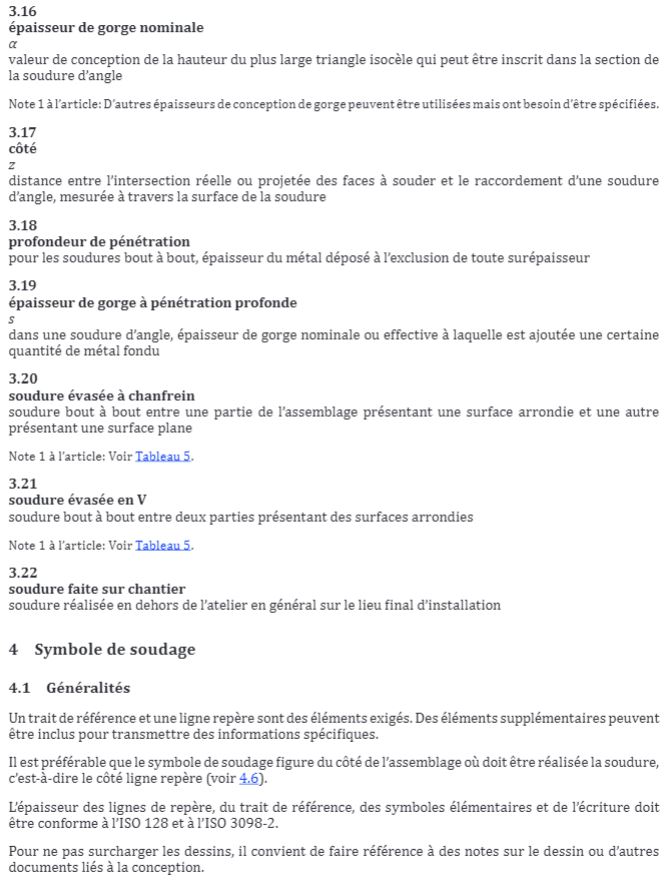 3.16
épaisseur de gorge nominale
α
valeur de conception de la hauteur du plus large triangle isocèle qui peut être inscrit dans la section de
la soudure d’angle
Note 1 à l’article: D’autres épaisseurs de conception de gorge peuvent être utilisées mais ont besoin d’être spécifiées.
3.17
côté
z
distance entre l’intersection réelle ou projetée des faces à souder et le raccordement d’une soudure
d’angle, mesurée à travers la surface de la soudure
3.18
profondeur de pénétration
pour les soudures bout à bout, épaisseur du métal déposé à l’exclusion de toute surépaisseur
3.19
épaisseur de gorge à pénétration profonde
s
dans une soudure d’angle, épaisseur de gorge nominale ou effective à laquelle est ajoutée une certaine
quantité de métal fondu
3.20
soudure évasée à chanfrein
soudure bout à bout entre une partie de l’assemblage présentant une surface arrondie et une autre
présentant une surface plane
Note 1 à l’article: Voir Tableau 5.
3.21
soudure évasée en V
soudure bout à bout entre deux parties présentant des surfaces arrondies
Note 1 à l’article: Voir Tableau 5.
3.22
soudure faite sur chantier
soudure réalisée en dehors de l’atelier en général sur le lieu final d’installation
4 Symbole de soudage
4.1 Généralités
Un trait de référence et une ligne repère sont des éléments exigés. Des éléments supplémentaires peuvent
être inclus pour transmettre des informations spécifiques.
Il est préférable que le symbole de soudage figure du côté de l’assemblage où doit être réalisée la soudure,
c’est-à-dire le côté ligne repère (voir 4.6).
L’épaisseur des lignes de repère, du trait de référence, des symboles élémentaires et de l’écriture doit
être conforme à l’ISO 128 et à l’ISO 3098-2.
Pour ne pas surcharger les dessins, il convient de faire référence à des notes sur le dessin ou d’autres
documents liés à la conception.